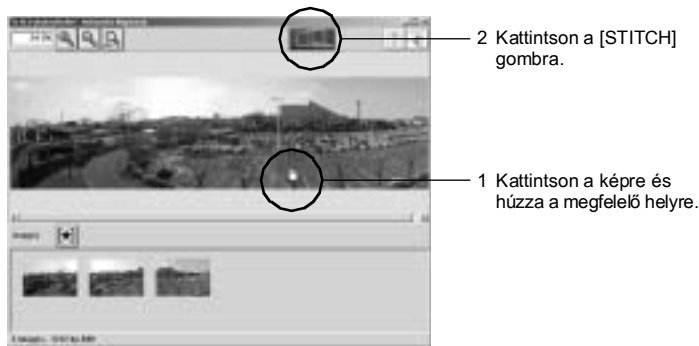 2 Kattintson a [STITCH]
gombra.
1 Kattintson a képre és
húzza a megfelelő helyre.